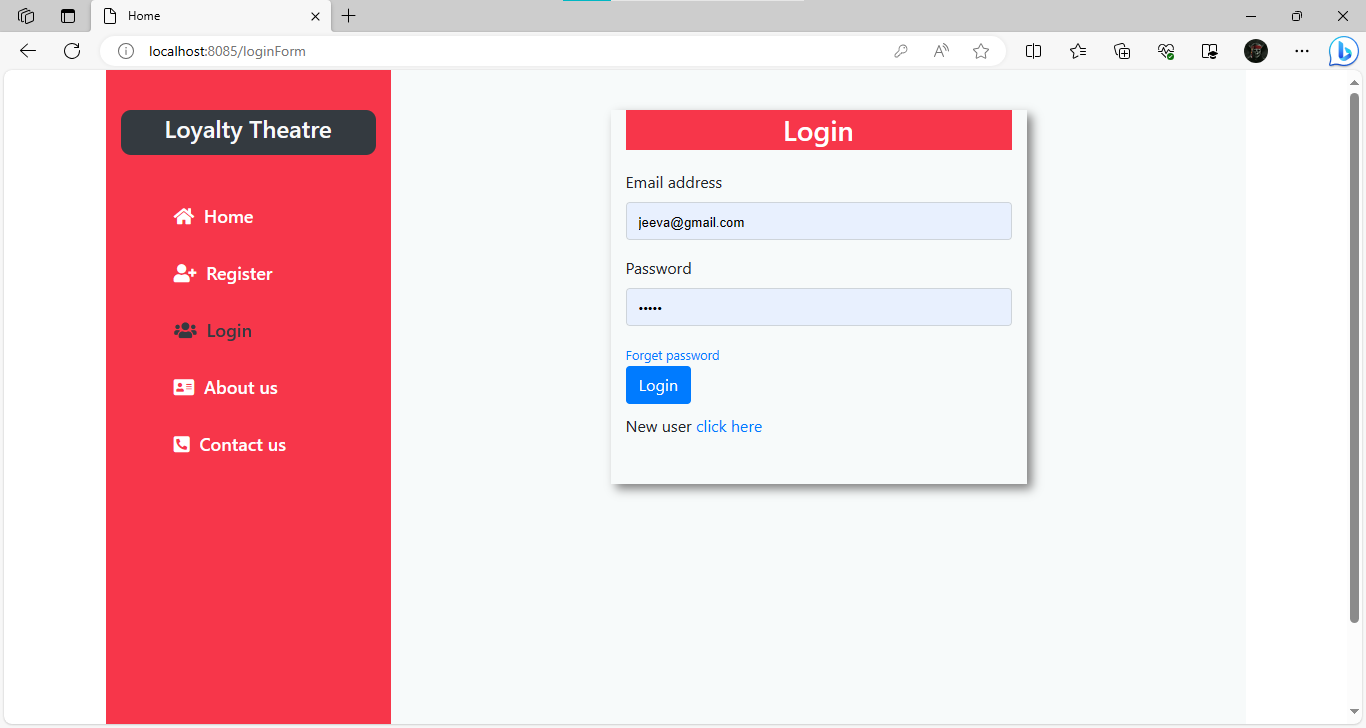 Home
localhost:8085/loginForm
Loyalty Theatre
Home
Register
Login
About us
Contact us
Login
Email address
jeeva@gmail.com
Password
•••••
Forget password
Login
New user click here